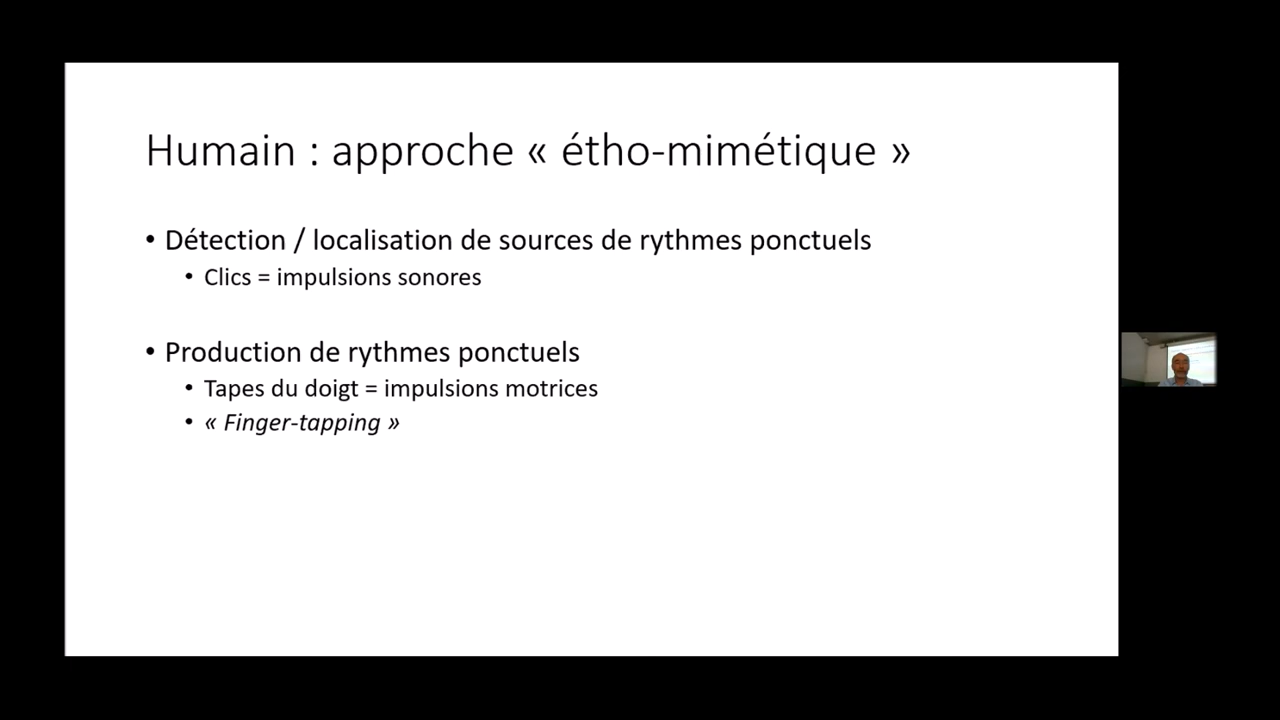 Humain : approche « étho-mimétique »
• Détection / localisation de sources de rythmes ponctuels
• Clics = impulsions sonores
• Production de rythmes ponctuels
• Tapes du doigt = impulsions motrices
• « Finger-tapping »